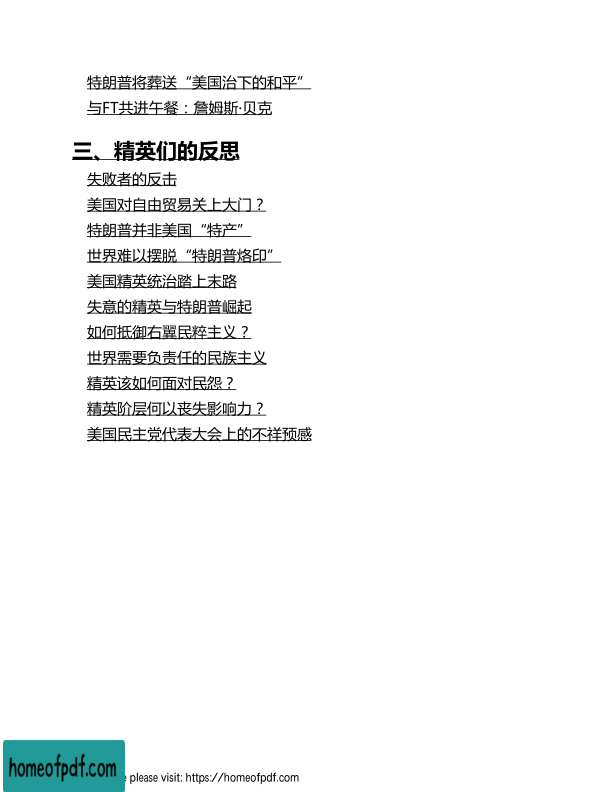 特朗普将葬送“美国治下的和平”
与FT共进午餐：詹姆斯·贝克
三、精英们的反思
失败者的反击
美国对自由贸易关上大门？
特朗普并非美国“特产”
世界难以摆脱“特朗普烙印”
美国精英统治踏上末路
失意的精英与特朗普崛起
如何抵御右翼民粹主义？
世界需要负责任的民族主义
精英该如何面对民怨？
精英阶层何以丧失影响力？
美国民主党代表大会上的不祥预感
homeofpdf.com
please visit: https://homeofpdf.com